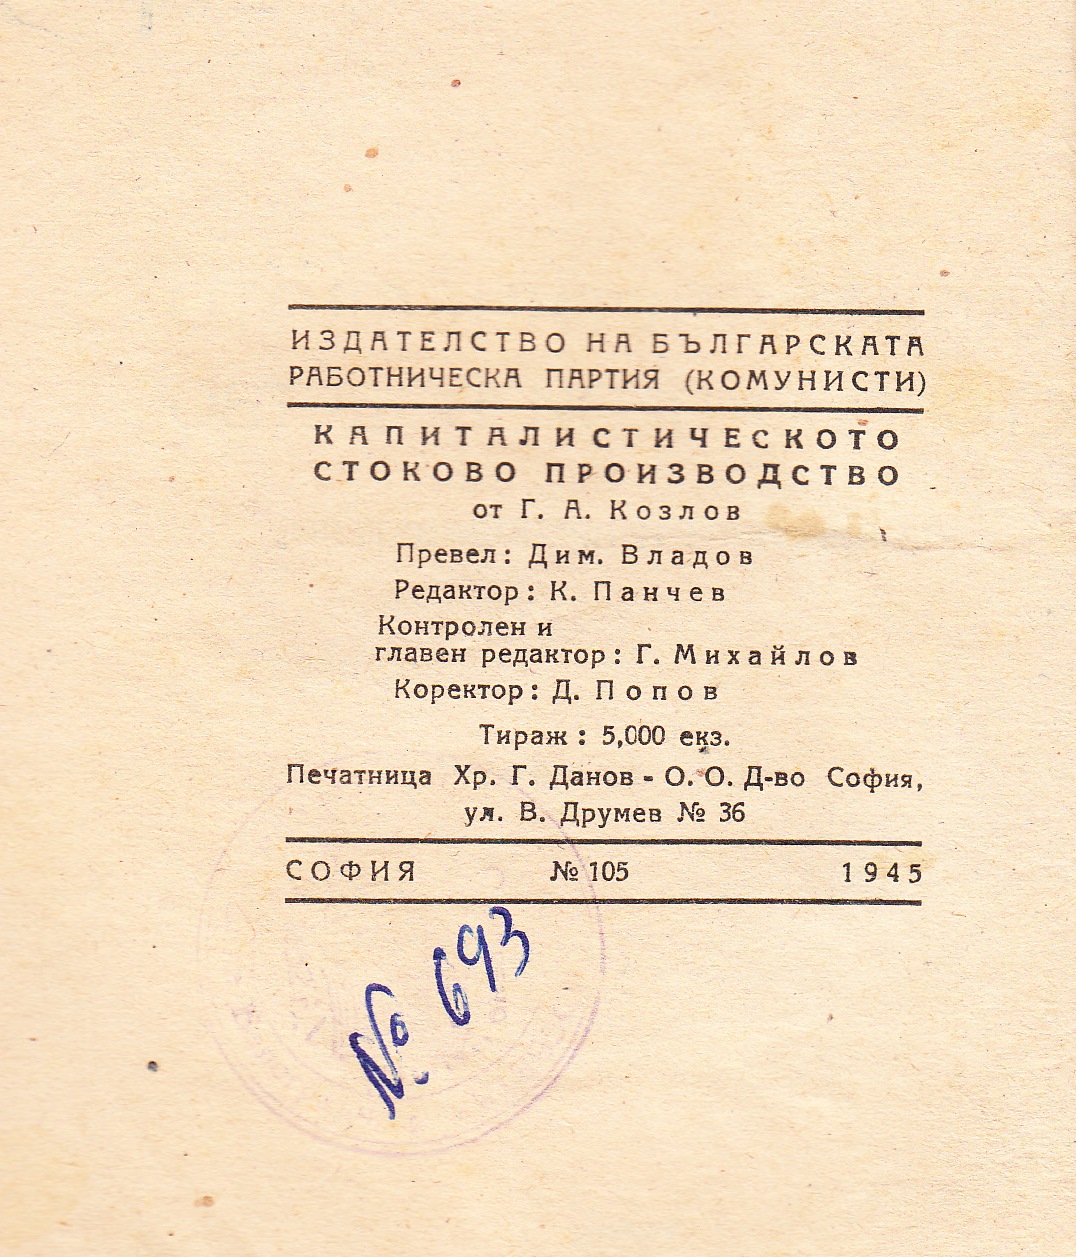 ИЗДАТЕЛСТВО НА БЪЛГАРСКАТА
РАБОТНИЧЕСКА ПАРТИЯ (КОМУНИСТИ)
КАПИТАЛИСТИЧЕСКОТО
СТОКОВО ПРОИЗВОДСТВО
от Г. А. Козлов
Превел: Дим. Владов
Редактор: К. Панчев
Контролен и
главен редактор: Г. Михайлов
Коректор: Д. Попов
Тираж: 5,000 екз.
Печатница Хр. Г. Данов - О. О. Д-во София,
ул. В. Друмев № 36
СОФИЯ № 105 1945
№ 693